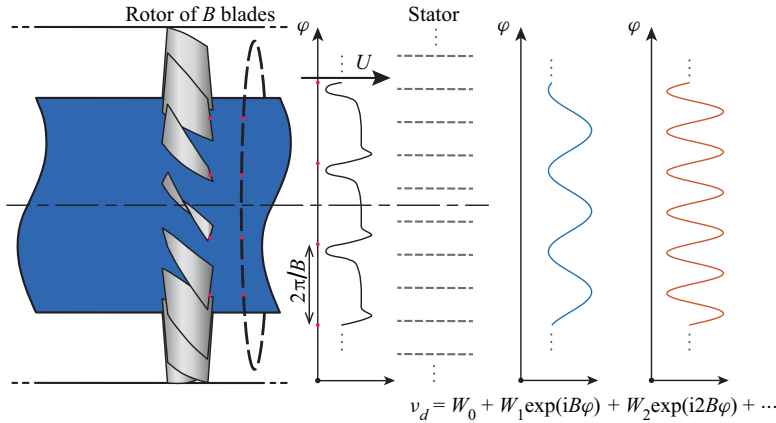 Rotor of B blades
Stator
φ
φ
φ
U
2π/B
v_d = W_0 + W_1exp(iBφ) + W_2exp(i2Bφ) + ···